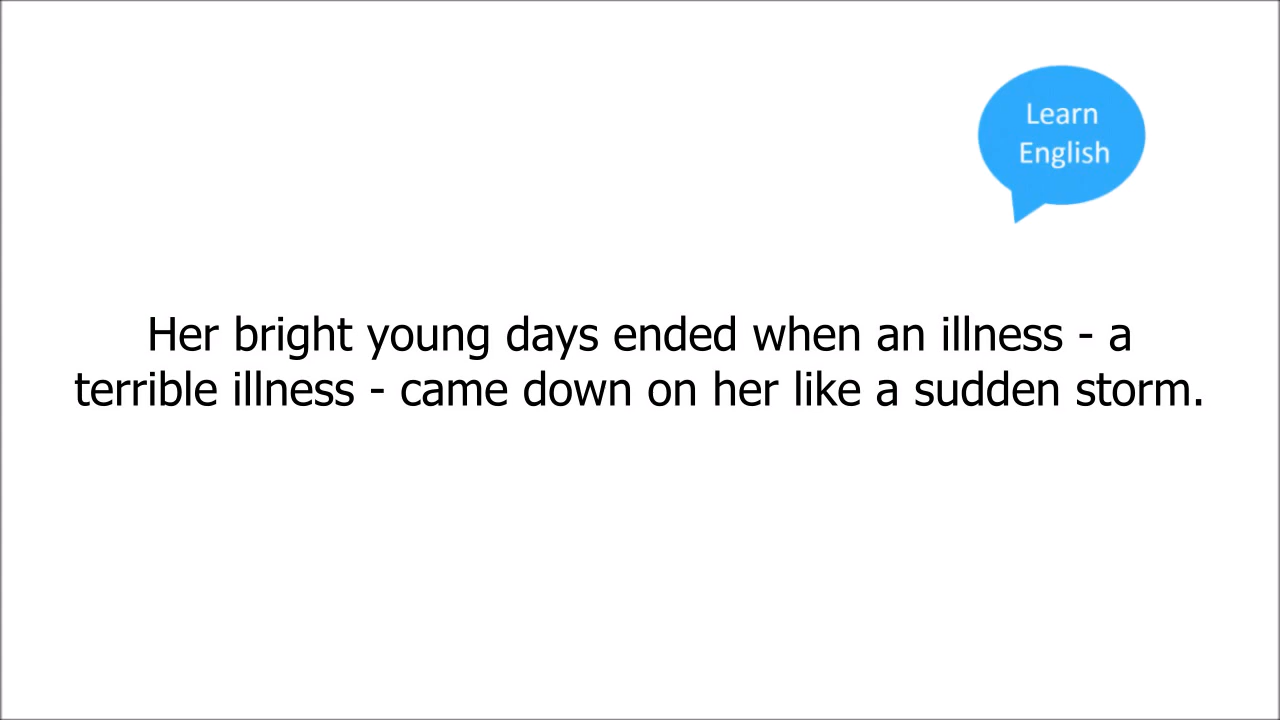 Learn
English
Her bright young days ended when an illness - a
terrible illness - came down on her like a sudden storm.